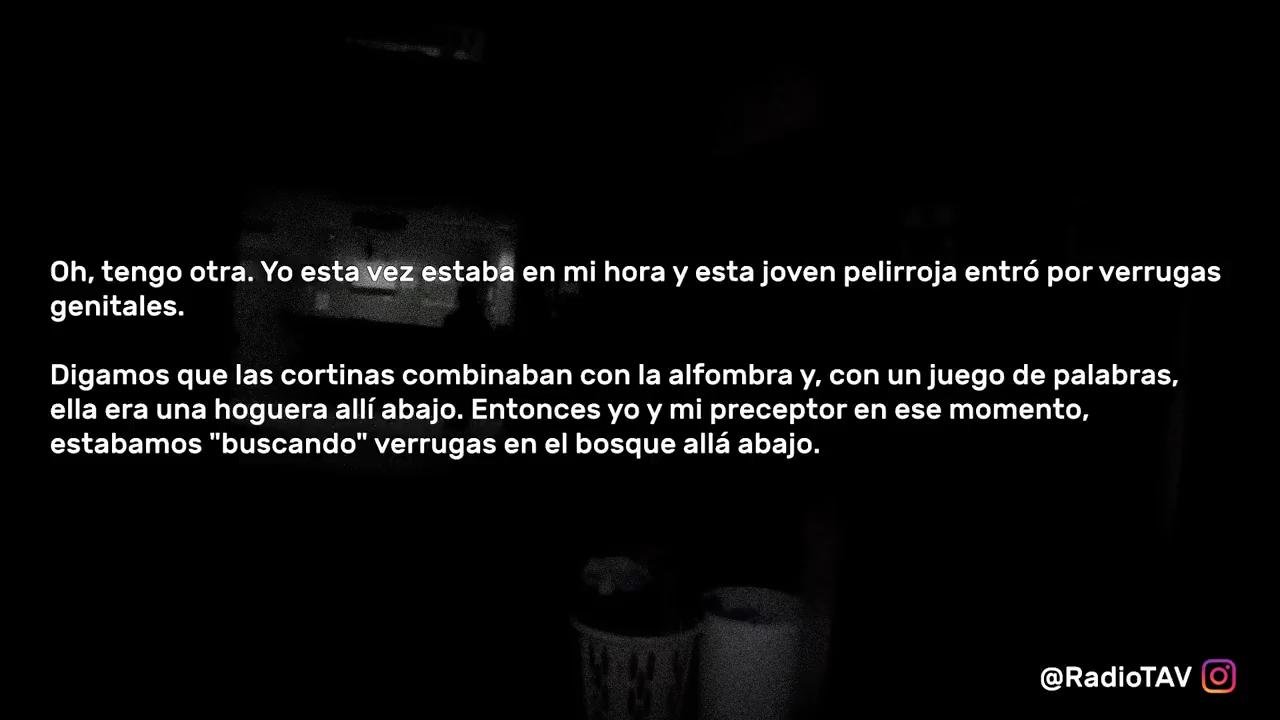 Oh, tengo otra. Yo esta vez estaba en mi hora y esta joven pelirroja entró por verrugas
genitales.
Digamos que las cortinas combinaban con la alfombra y, con un juego de palabras,
ella era una hoguera allí abajo. Entonces yo y mi preceptor en ese momento,
estabamos "buscando" verrugas en el bosque allá abajo.
@RadioTAV